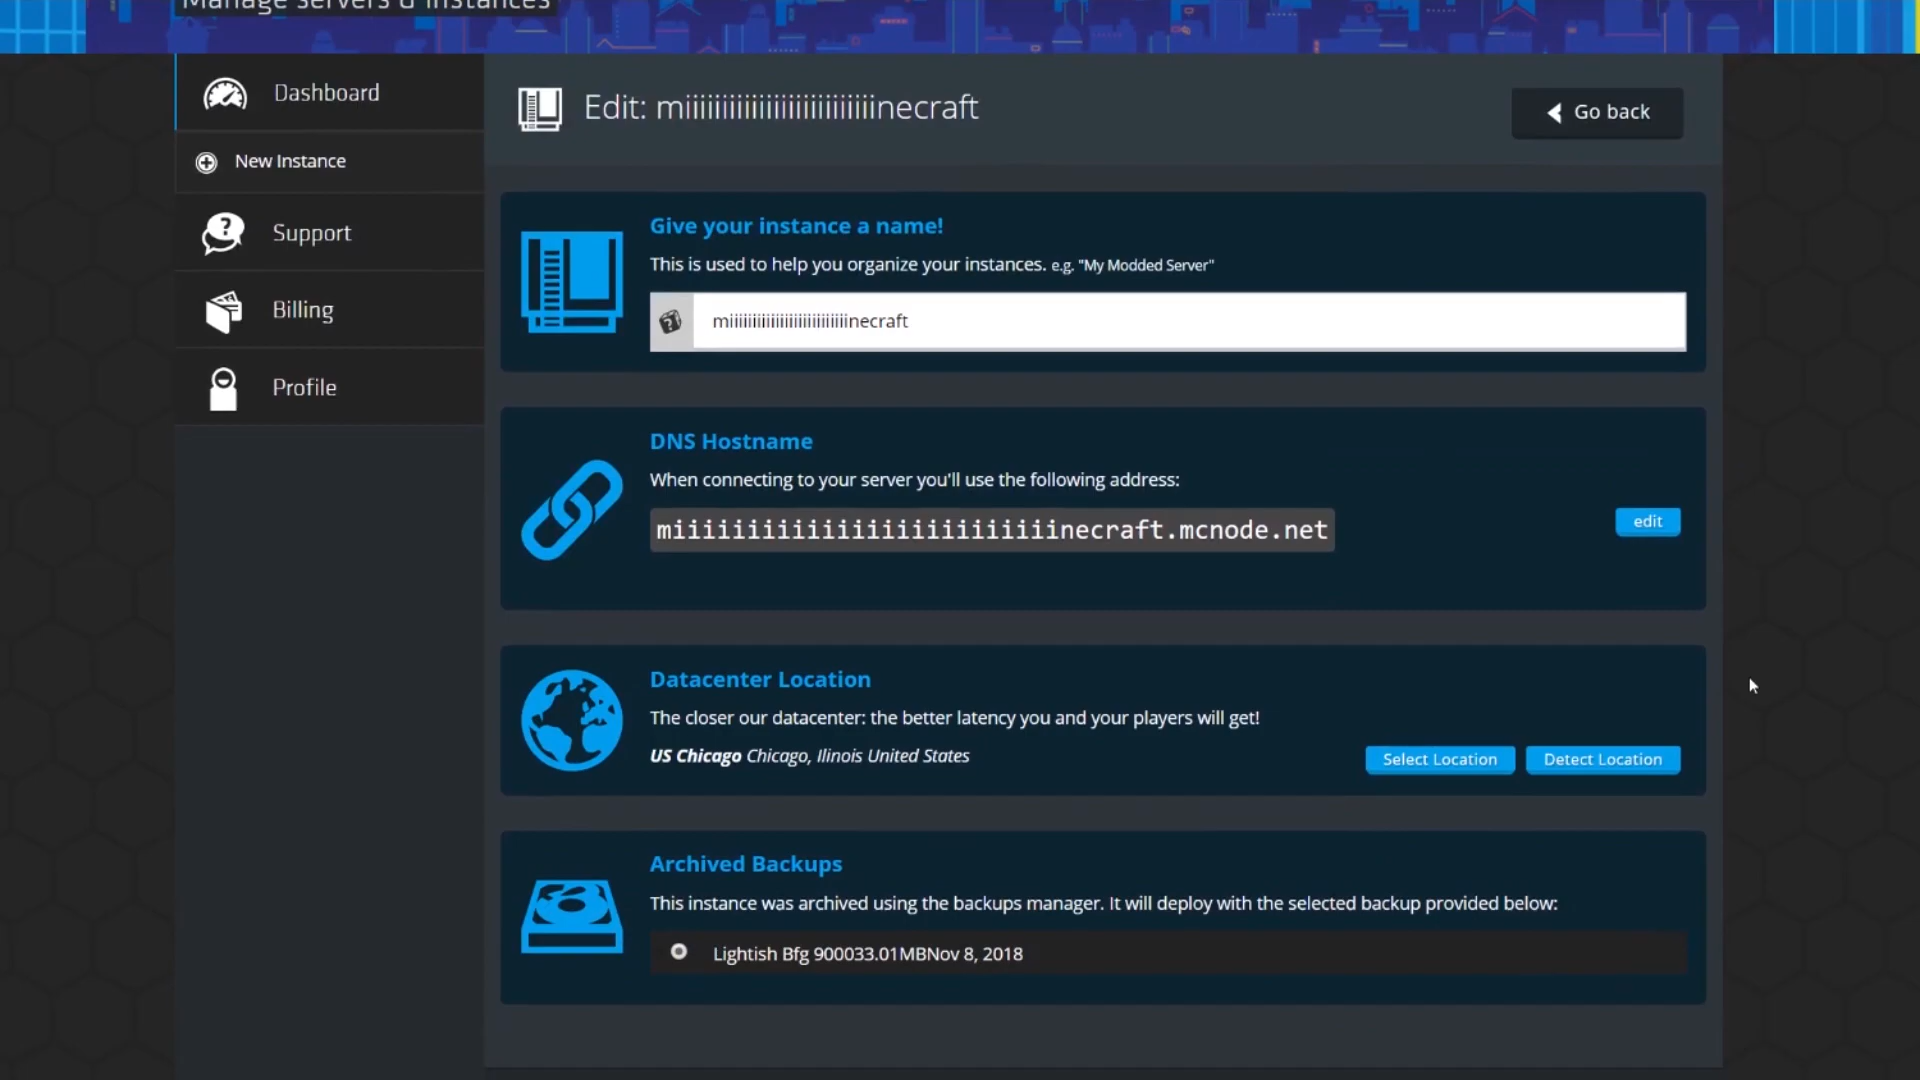 Manage servers & Instances
Dashboard
New Instance
Support
Billing
Profile
Edit: miiiiiiiiiiiiiiiiiiiiiiiiiinecraft
Go back
Give your instance a name!
This is used to help you organize your instances. e.g. "My Modded Server"
miiiiiiiiiiiiiiiiiiiiiiiiiinecraft
DNS Hostname
When connecting to your server you'll use the following address:
miiiiiiiiiiiiiiiiiiiiiiiiiinecraft.mcnode.net
edit
Datacenter Location
The closer our datacenter: the better latency you and your players will get!
US Chicago Chicago, Illinois United States
Select Location
Detect Location
Archived Backups
This instance was archived using the backups manager. It will deploy with the selected backup provided below:
Lightish Bfg 900033.01MBNov 8, 2018